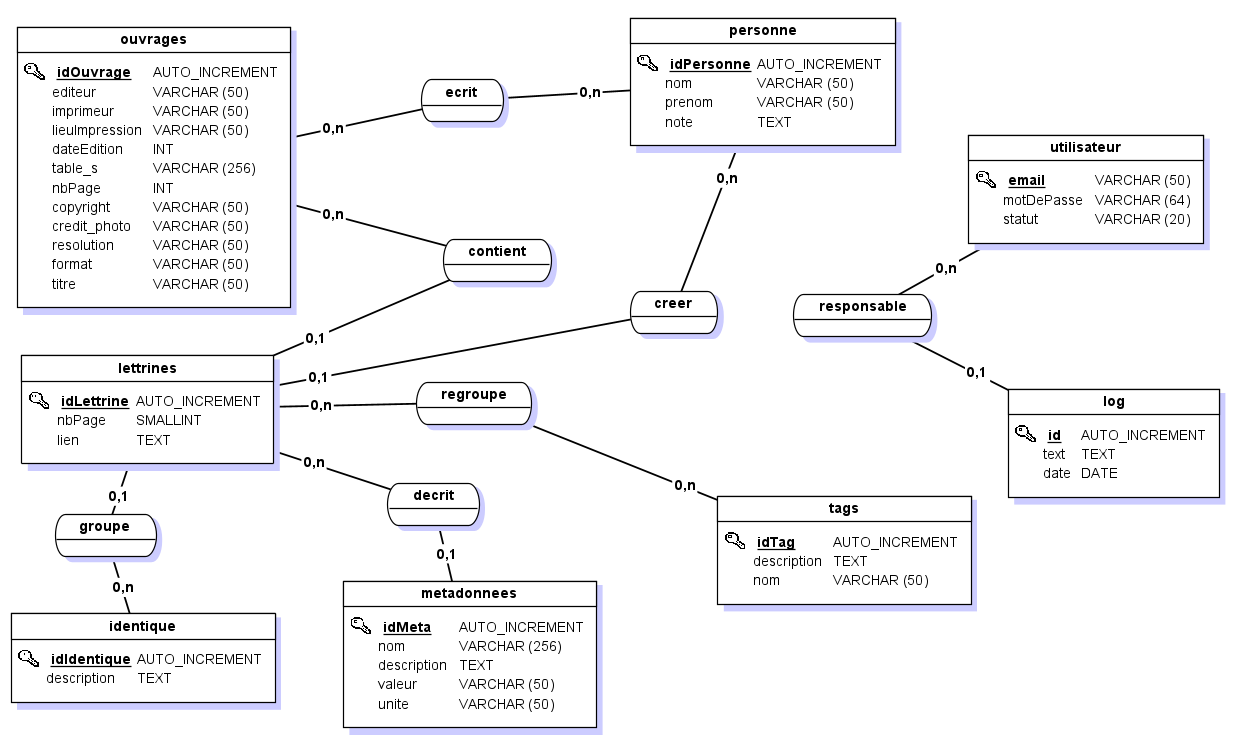 ouvrages
idOuvrage AUTO_INCREMENT
editeur VARCHAR (50)
imprimeur VARCHAR (50)
lieuImpression VARCHAR (50)
dateEdition INT
table_s VARCHAR (256)
nbPage INT
copyright VARCHAR (50)
credit_photo VARCHAR (50)
resolution VARCHAR (50)
format VARCHAR (50)
titre VARCHAR (50)
0,n
ecrit
0,n
personne
idPersonne AUTO_INCREMENT
nom VARCHAR (50)
prenom VARCHAR (50)
note TEXT
0,n
contient
0,1
0,n
creer
0,1
utilisateur
email VARCHAR (50)
motDePasse VARCHAR (64)
statut VARCHAR (20)
0,n
responsable
0,1
log
id AUTO_INCREMENT
text TEXT
date DATE
lettrines
idLettrine AUTO_INCREMENT
nbPage SMALLINT
lien TEXT
0,n
regroupe
0,n
tags
idTag AUTO_INCREMENT
description TEXT
nom VARCHAR (50)
0,n
decrit
0,1
metadonnees
idMeta AUTO_INCREMENT
nom VARCHAR (256)
description TEXT
valeur VARCHAR (50)
unite VARCHAR (50)
0,1
groupe
0,n
identique
idIdentique AUTO_INCREMENT
description TEXT